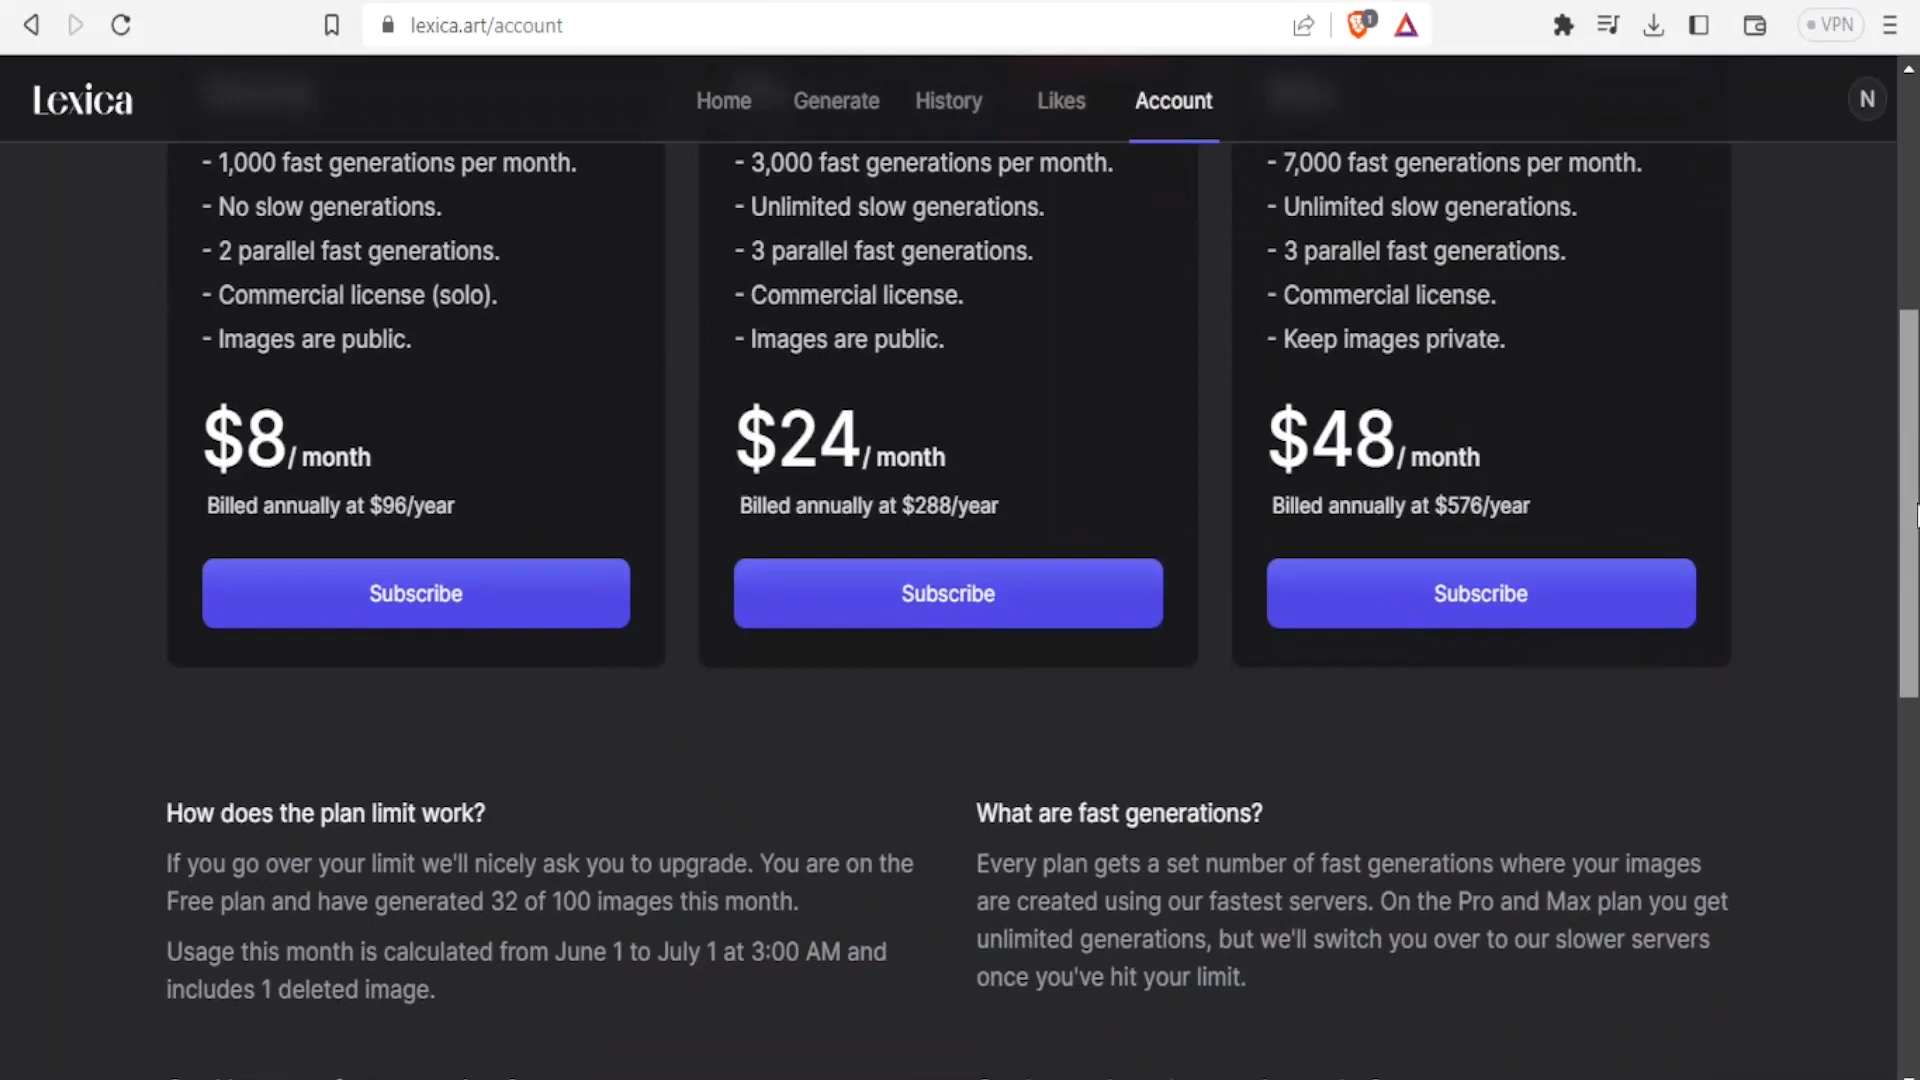 lexica.art/account
1
VPN
Lexica
Home
Generate
History
Likes
Account
N
- 1,000 fast generations per month.
- No slow generations.
- 2 parallel fast generations.
- Commercial license (solo).
- Images are public.
$8/ month
Billed annually at $96/year
Subscribe
- 3,000 fast generations per month.
- Unlimited slow generations.
- 3 parallel fast generations.
- Commercial license.
- Images are public.
$24/ month
Billed annually at $288/year
Subscribe
- 7,000 fast generations per month.
- Unlimited slow generations.
- 3 parallel fast generations.
- Commercial license.
- Keep images private.
$48/ month
Billed annually at $576/year
Subscribe
How does the plan limit work?
If you go over your limit we'll nicely ask you to upgrade. You are on the
Free plan and have generated 32 of 100 images this month.
Usage this month is calculated from June 1 to July 1 at 3:00 AM and
includes 1 deleted image.
What are fast generations?
Every plan gets a set number of fast generations where your images
are created using our fastest servers. On the Pro and Max plan you get
unlimited generations, but we'll switch you over to our slower servers
once you've hit your limit.